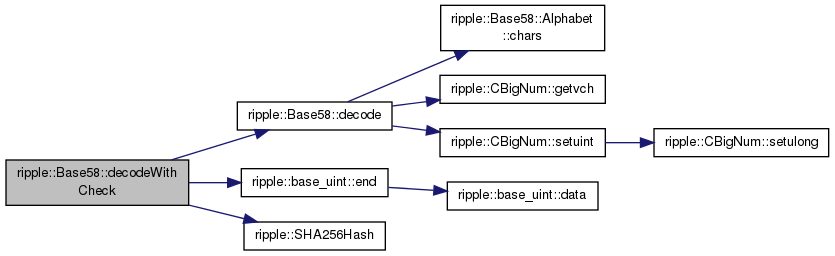 ripple::Base58::Alphabet
::chars
ripple::CBigNum::getvch
ripple::Base58::decode
ripple::CBigNum::setuint
ripple::CBigNum::setulong
ripple::Base58::decodeWith
Check
ripple::base_uint::end
ripple::base_uint::data
ripple::SHA256Hash